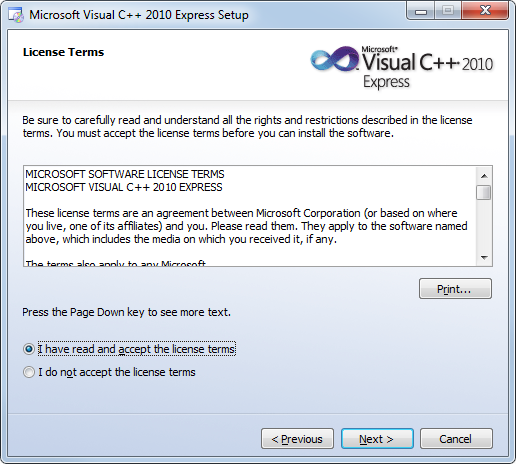 Microsoft Visual C++ 2010 Express Setup
License Terms
Microsoft®
Visual C++ 2010
Express
Be sure to carefully read and understand all the rights and restrictions described in the license
terms. You must accept the license terms before you can install the software.
MICROSOFT SOFTWARE LICENSE TERMS
MICROSOFT VISUAL C++ 2010 EXPRESS
These license terms are an agreement between Microsoft Corporation (or based on where
you live, one of its affiliates) and you. Please read them. They apply to the software named
above, which includes the media on which you received it, if any.
The terms also apply to any Microsoft
Print...
Press the Page Down key to see more text.
I have read and accept the license terms
I do not accept the license terms
< Previous
Next >
Cancel